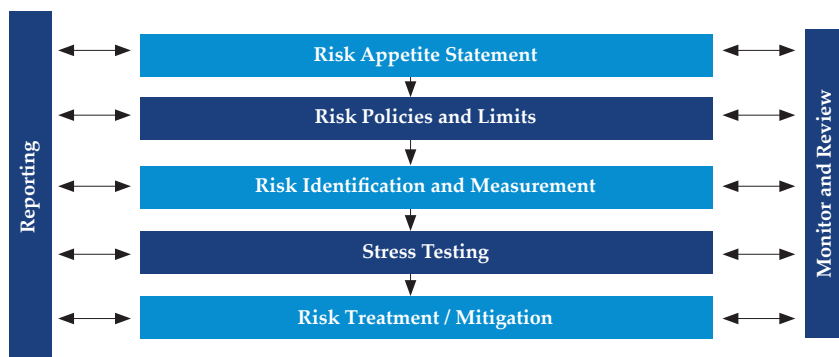 Reporting
Risk Appetite Statement
Risk Policies and Limits
Risk Identification and Measurement
Stress Testing
Risk Treatment / Mitigation
Monitor and Review